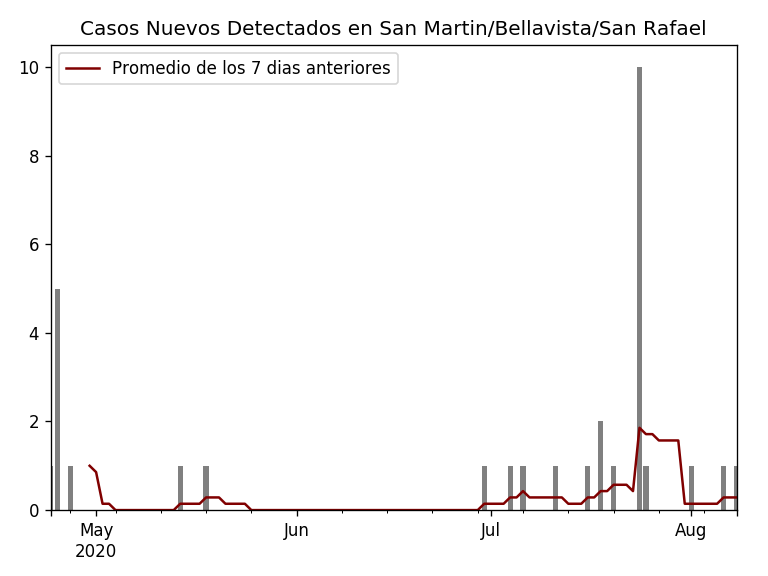 Casos Nuevos Detectados en San Martin/Bellavista/San Rafael
Promedio de los 7 dias anteriores
10
8
6
4
2
0
May
2020
Jun
Jul
Aug